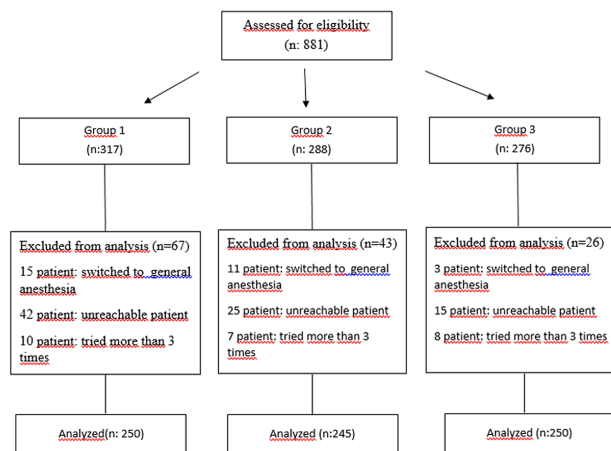 Assessed for eligibility
(n: 881)
Group 1
(n:317)
Group 2
(n: 288)
Group 3
(n: 276)
Excluded from analysis (n=67)
15 patient: switched to general
anesthesia
42 patient: unreachable patient
10 patient: tried more than 3
times
Excluded from analysis (n=43)
11 patient: switched to general
anesthesia
25 patient: unreachable patient
7 patient: tried more than 3
times
Excluded from analysis (n=26)
3 patient: switched to general
anesthesia
15 patient: unreachable patient
8 patient: tried more than 3 times
Analyzed(n: 250)
Analyzed (n:245)
Analyzed (n:250)